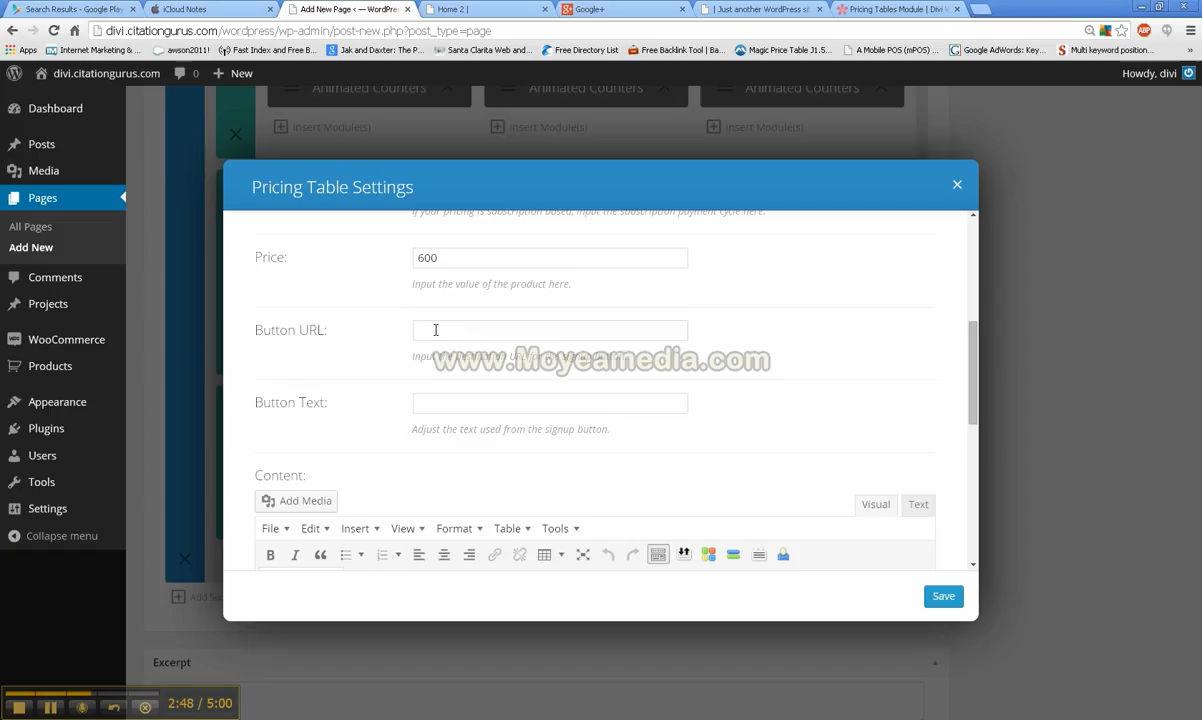 Search Results - Google Play
iCloud Notes
Add New Page < — WordPress
Home 2 |
Google+
| Just another WordPress si
Pricing Tables Module | Divi
divi.citationgurus.com/wordpress/wp-admin/post-new.php?post_type=page
Apps
Internet Marketing & ...
awson2011!
Fast Index and Free B...
Jak and Daxter: The P...
Santa Clarita Web and...
Free Directory List
Free Backlink Tool | Ba...
Magic Price Table J1.5...
A Mobile POS (mPOS) ...
Google AdWords: Key...
Multi keyword position...
divi.citationgurus.com
0
New
Howdy, divi
Dashboard
Posts
Media
Pages
All Pages
Add New
Comments
Projects
WooCommerce
Products
Appearance
Plugins
Users
Tools
Settings
Collapse menu
Animated Counters
Animated Counters
Animated Counters
Insert Module(s)
Insert Module(s)
Insert Module(s)
Pricing Table Settings
If your pricing is subscription based, input the subscription payment cycle here.
Price:
600
Input the value of the product here.
Button URL:
Input the destination URL for the signup button.
www.Moyeamedia.com
Button Text:
Adjust the text used from the signup button.
Content:
Add Media
Visual
Text
File
Edit
Insert
View
Format
Table
Tools
Save
Excerpt
2:48 / 5:00